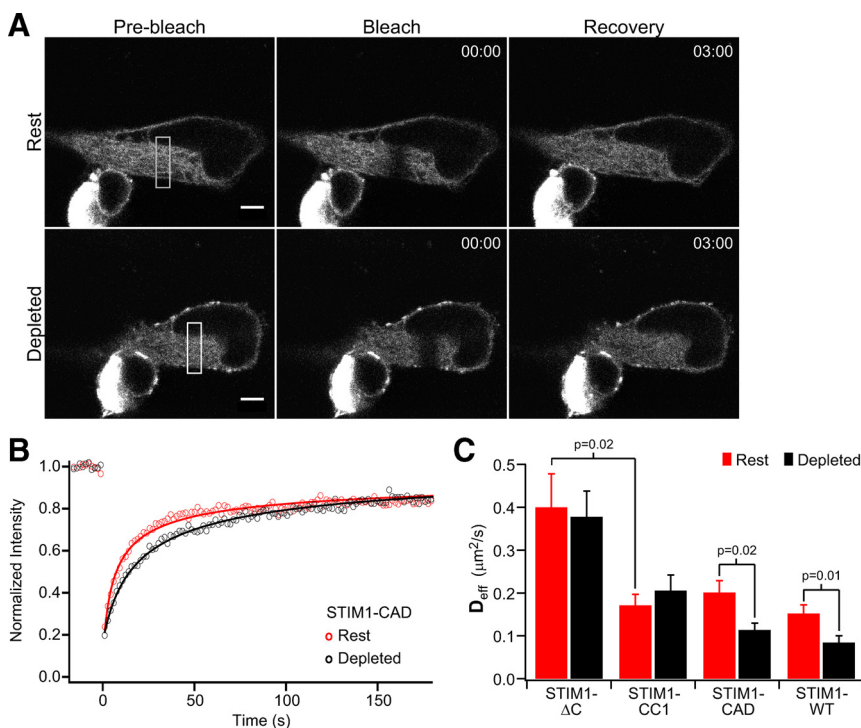 A
Pre-bleach Bleach Recovery
Rest
00:00 03:00
Depleted
00:00 03:00
B
Normalized Intensity
1.0
0.8
0.6
0.4
0.2
0.0
STIM1-CAD
Rest
Depleted
0 50 100 150
Time (s)
C
Rest Depleted
D_eff (μm²/s)
0.5
0.4
0.3
0.2
0.1
0.0
p=0.02
p=0.02
p=0.01
STIM1- STIM1- STIM1- STIM1-
ΔC CC1 CAD WT